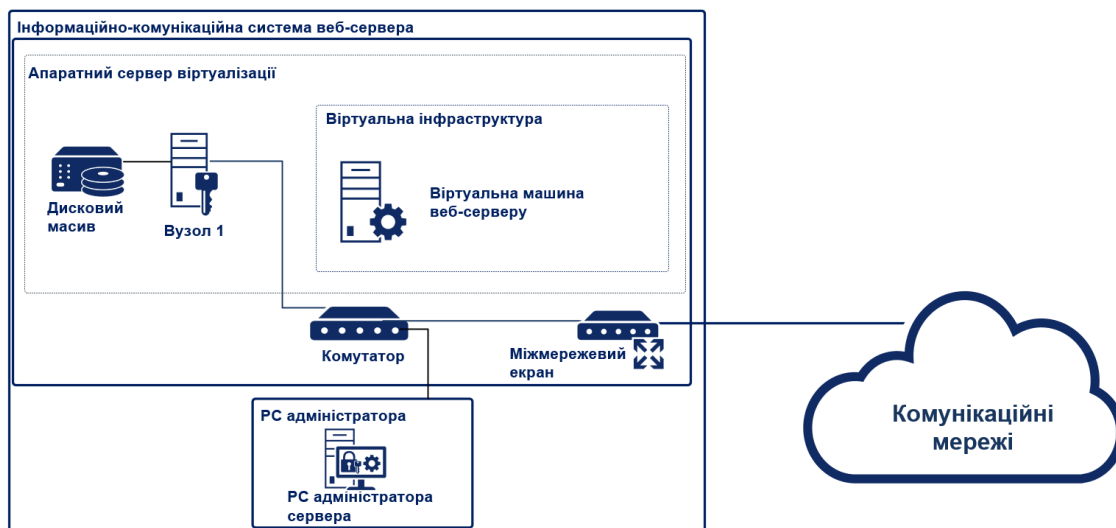 Інформаційно-комунікаційна система веб-сервера
Апаратний сервер віртуалізації
Віртуальна інфраструктура
Віртуальна машина
веб-серверу
Дисковий
масив
Вузол 1
Комутатор
Міжмережевий
екран
РС адміністратора
РС адміністратора
сервера
Комунікаційні
мережі